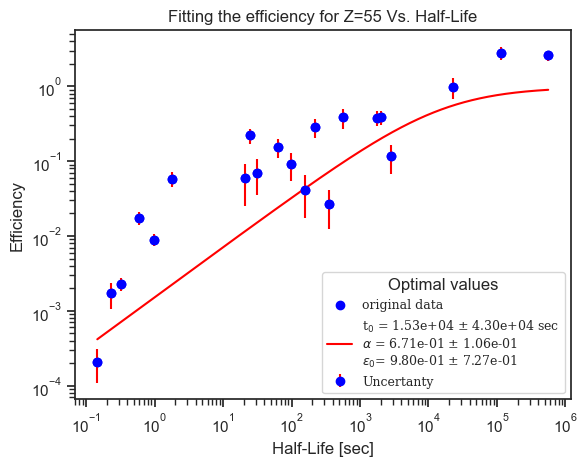 Fitting the efficiency for Z=55 Vs. Half-Life
Efficiency
10⁰
10⁻¹
10⁻²
10⁻³
10⁻⁴
Optimal values
original data
t₀ = 1.53e+04 ± 4.30e+04 sec
α = 6.71e-01 ± 1.06e-01
ε₀= 9.80e-01 ± 7.27e-01
Uncertanty
10⁻¹ 10⁰ 10¹ 10² 10³ 10⁴ 10⁵ 10⁶
Half-Life [sec]